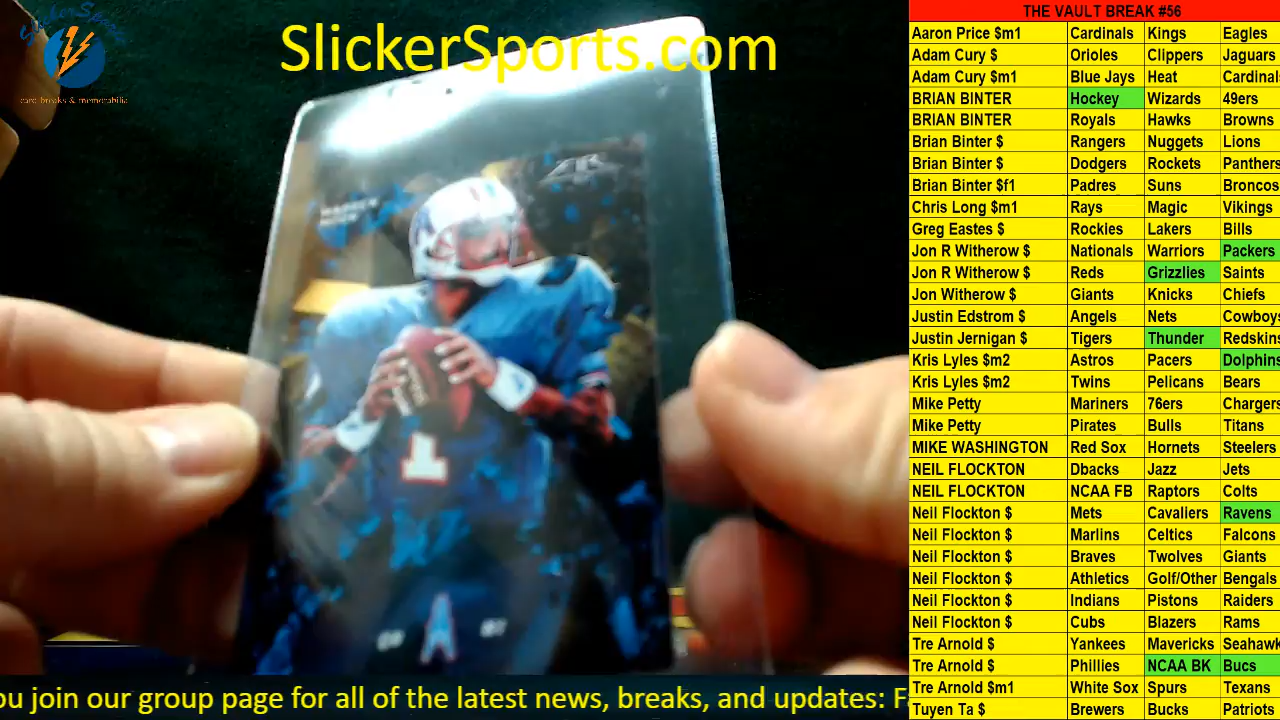 SlickerSports.com
card breaks & memorabilia
WARREN
MOON
1
THE VAULT BREAK #56
Aaron Price $m1 Cardinals Kings Eagles
Adam Cury $ Orioles Clippers Jaguars
Adam Cury $m1 Blue Jays Heat Cardinal
BRIAN BINTER Hockey Wizards 49ers
BRIAN BINTER Royals Hawks Browns
Brian Binter $ Rangers Nuggets Lions
Brian Binter $ Dodgers Rockets Panthers
Brian Binter $f1 Padres Suns Broncos
Chris Long $m1 Rays Magic Vikings
Greg Eastes $ Rockies Lakers Bills
Jon R Witherow $ Nationals Warriors Packers
Jon R Witherow $ Reds Grizzlies Saints
Jon Witherow $ Giants Knicks Chiefs
Justin Edstrom $ Angels Nets Cowboys
Justin Jernigan $ Tigers Thunder Redskins
Kris Lyles $m2 Astros Pacers Dolphins
Kris Lyles $m2 Twins Pelicans Bears
Mike Petty Mariners 76ers Chargers
Mike Petty Pirates Bulls Titans
MIKE WASHINGTON Red Sox Hornets Steelers
NEIL FLOCKTON Dbacks Jazz Jets
NEIL FLOCKTON NCAA FB Raptors Colts
Neil Flockton $ Mets Cavaliers Ravens
Neil Flockton $ Marlins Celtics Falcons
Neil Flockton $ Braves Twolves Giants
Neil Flockton $ Athletics Golf/Other Bengals
Neil Flockton $ Indians Pistons Raiders
Neil Flockton $ Cubs Blazers Rams
Tre Arnold $ Yankees Mavericks Seahawk
Tre Arnold $ Phillies NCAA BK Bucs
Tre Arnold $m1 White Sox Spurs Texans
Tuyen Ta $ Brewers Bucks Patriots
ou join our group page for all of the latest news, breaks, and updates: Fa